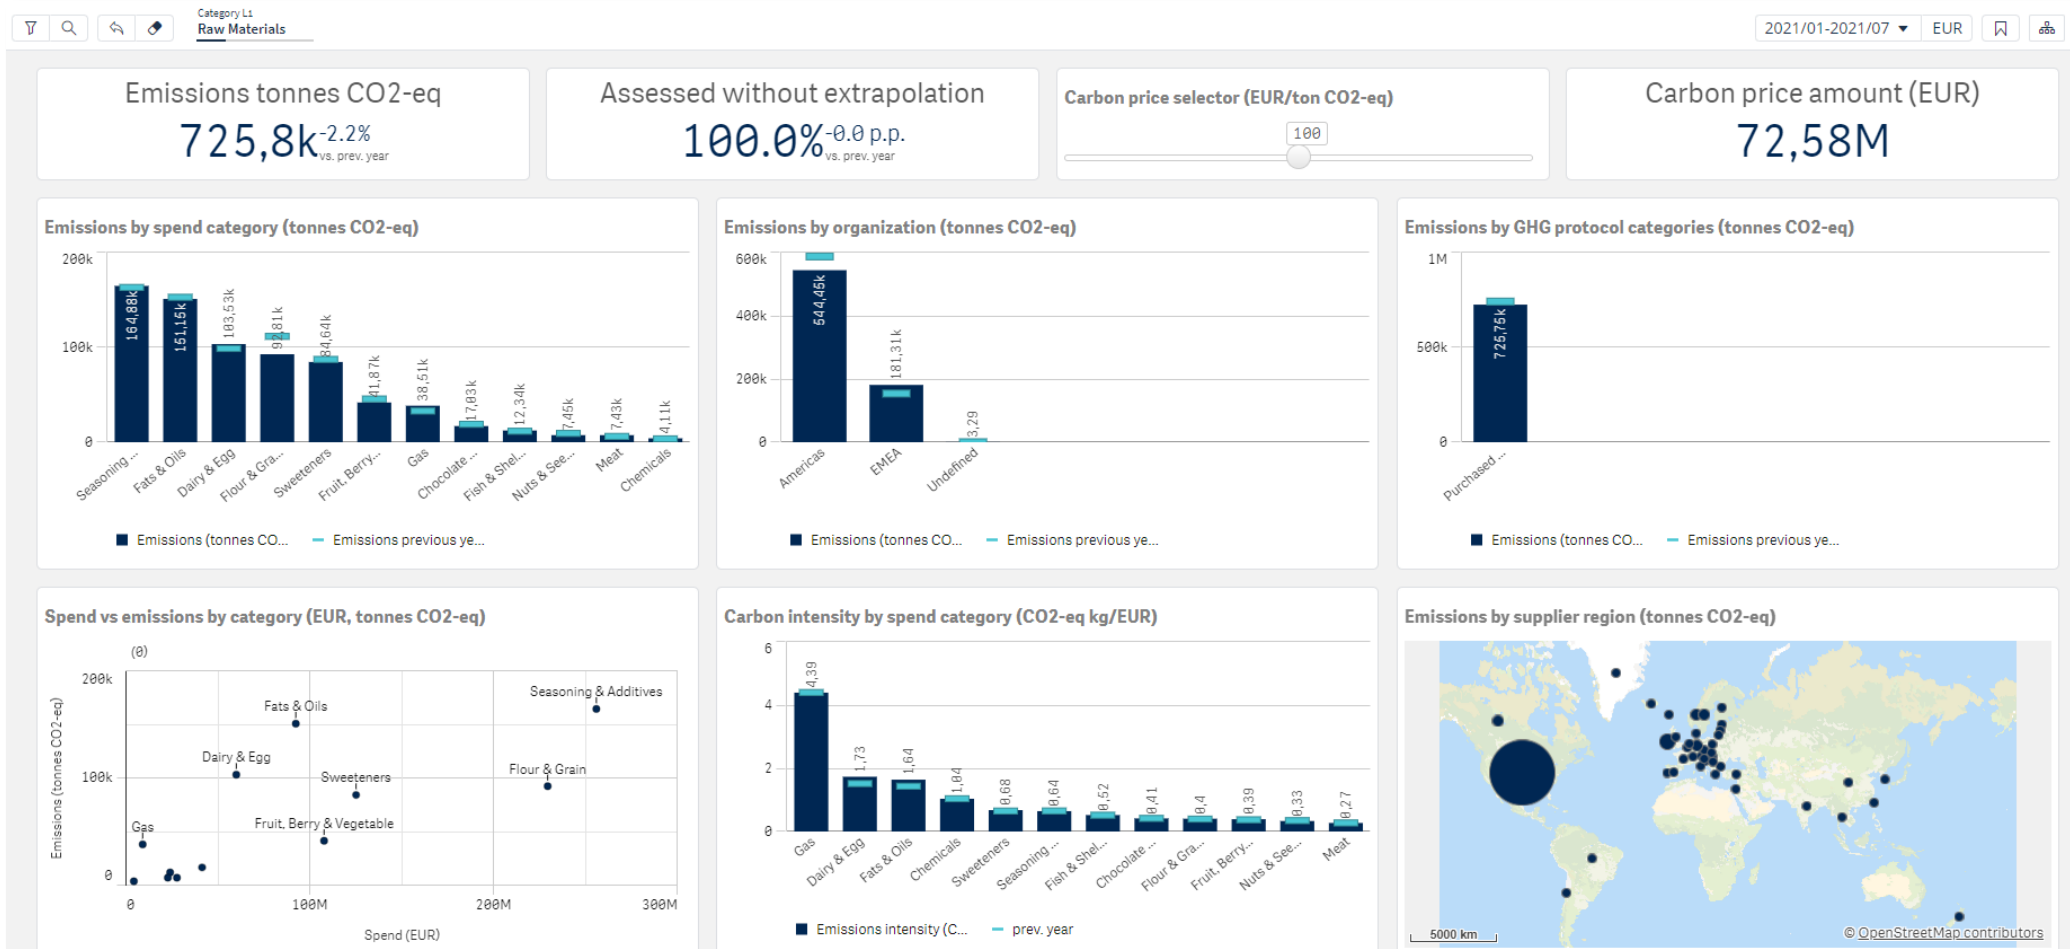 Category L1
Raw Materials
2021/01-2021/07
EUR
Emissions tonnes CO2-eq
725,8k
-2.2%
vs. prev. year
Assessed without extrapolation
100.0%
-0.0 p.p.
vs. prev. year
Carbon price selector (EUR/ton CO2-eq)
100
Carbon price amount (EUR)
72,58M
Emissions by spend category (tonnes CO2-eq)
200k
100k
0
164,88k
151,15k
103,53k
92,81k
84,64k
41,87k
38,51k
17,03k
12,34k
7,45k
7,43k
4,11k
Seasoning ...
Fats & Oils
Dairy & Egg
Flour & Gra...
Sweeteners
Fruit, Berry...
Gas
Chocolate ...
Fish & Shel...
Nuts & See...
Meat
Chemicals
Emissions (tonnes CO...
Emissions previous ye...
Emissions by organization (tonnes CO2-eq)
600k
400k
200k
0
544,45k
181,31k
3,29
Americas
EMEA
Undefined
Emissions (tonnes CO...
Emissions previous ye...
Emissions by GHG protocol categories (tonnes CO2-eq)
1M
500k
0
725,75k
Purchased ...
Emissions (tonnes CO...
Emissions previous ye...
Spend vs emissions by category (EUR, tonnes CO2-eq)
(0)
Emissions (tonnes CO2-eq)
200k
100k
0
Seasoning & Additives
Fats & Oils
Dairy & Egg
Sweeteners
Flour & Grain
Gas
Fruit, Berry & Vegetable
0
100M
200M
300M
Spend (EUR)
Carbon intensity by spend category (CO2-eq kg/EUR)
6
4
2
0
4,39
1,73
1,64
1,04
0,68
0,64
0,52
0,41
0,4
0,39
0,33
0,27
Gas
Dairy & Egg
Fats & Oils
Chemicals
Sweeteners
Seasoning ...
Fish & Shel...
Chocolate ...
Flour & Gra...
Fruit, Berry...
Nuts & See...
Meat
Emissions intensity (C...
prev. year
Emissions by supplier region (tonnes CO2-eq)
5000 km
© OpenStreetMap contributors